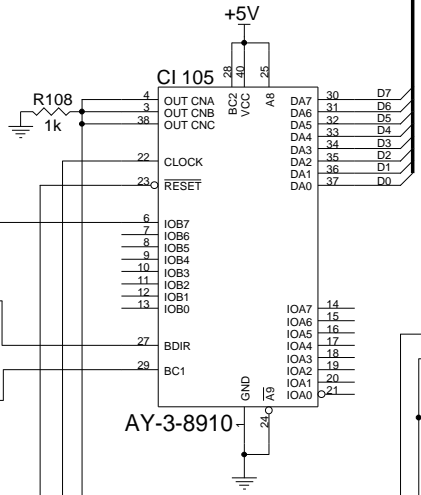 +5V
CI 105
28 40 25
BC2 VCC A8
R108
1k
4 OUT CNA
3 OUT CNB
38 OUT CNC
22 CLOCK
23 RESET
6 IOB7
7 IOB6
8 IOB5
9 IOB4
10 IOB3
11 IOB2
12 IOB1
13 IOB0
27 BDIR
29 BC1
DA7 30 D7
DA6 31 D6
DA5 32 D5
DA4 33 D4
DA3 34 D3
DA2 35 D2
DA1 36 D1
DA0 37 D0
IOA7 14
IOA6 15
IOA5 16
IOA4 17
IOA3 18
IOA2 19
IOA1 20
IOA0 21
GND A9
AY-3-8910
1 24